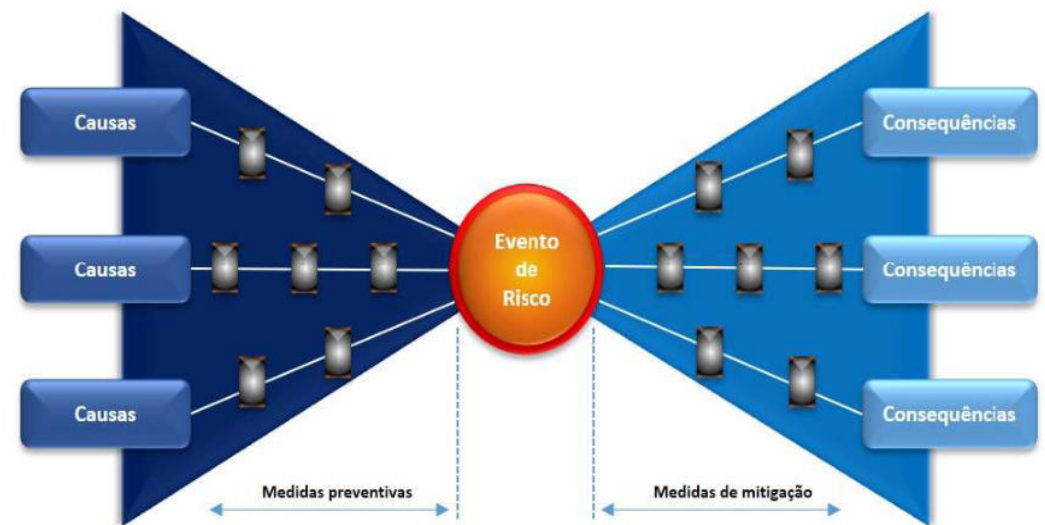 Causas
Consequências
Evento
de
Risco
Causas
Consequências
Causas
Consequências
Medidas preventivas
Medidas de mitigação